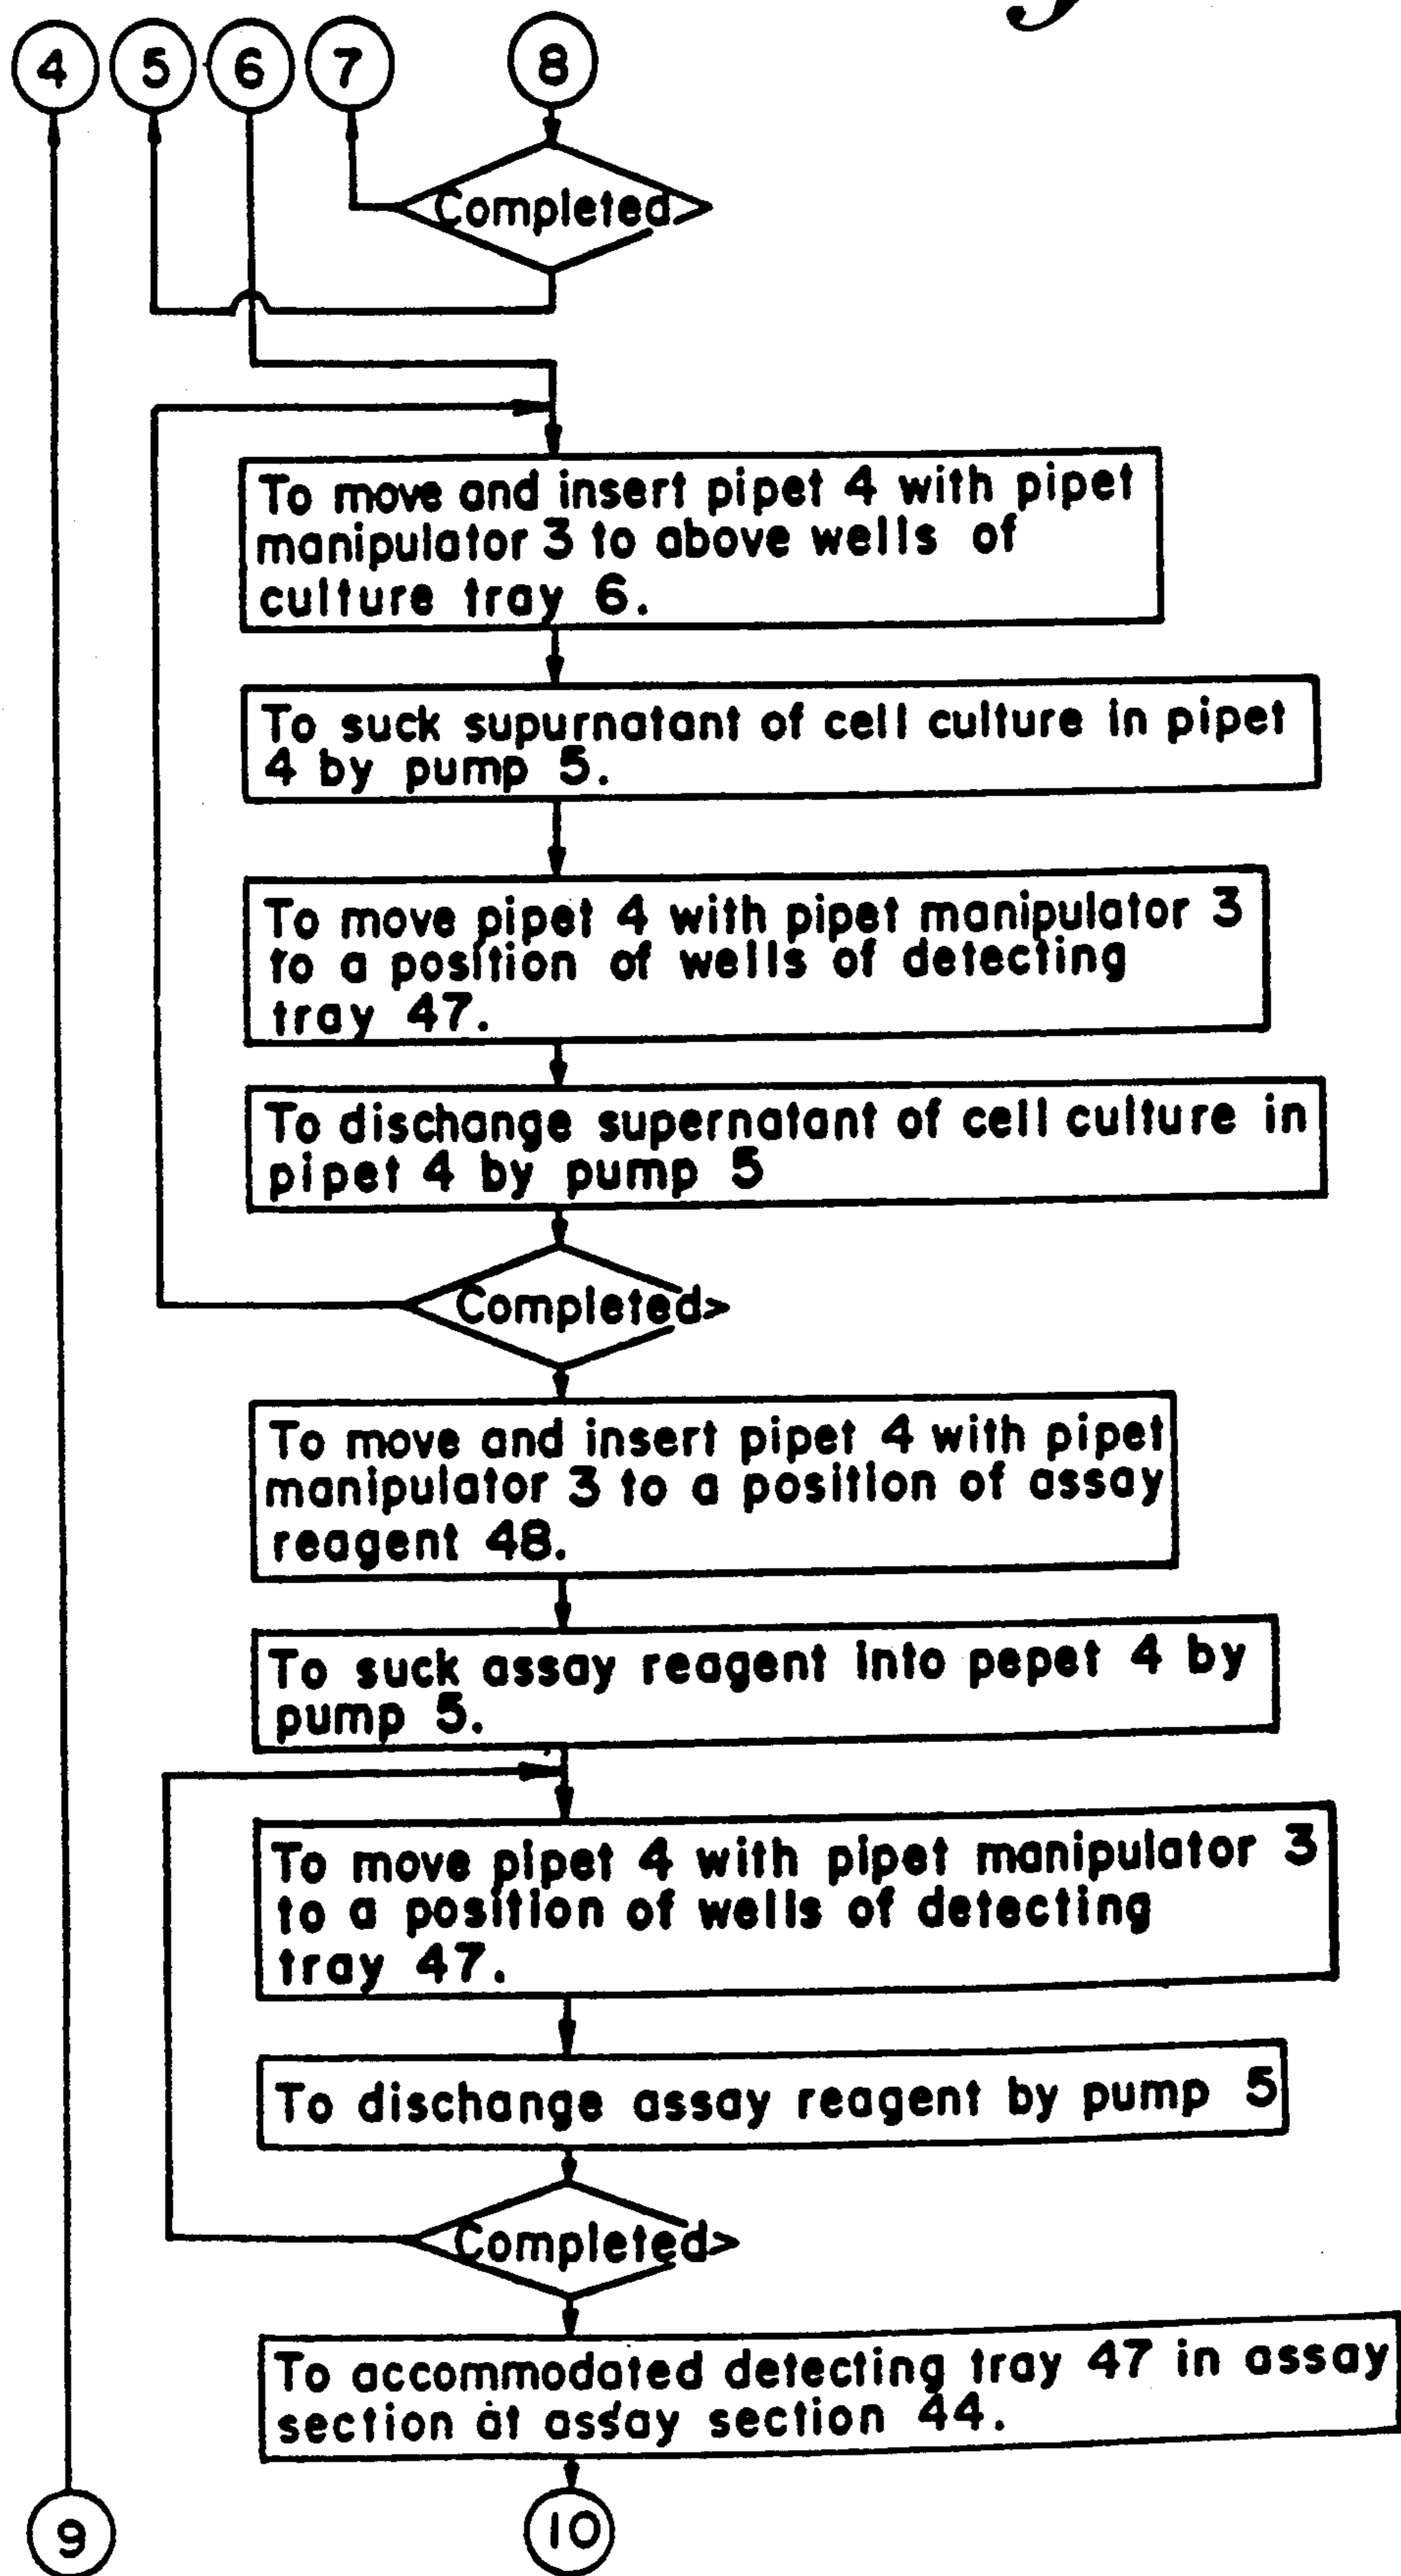 4 5 6 7 8
Completed>
To move and insert pipet 4 with pipet
manipulator 3 to above wells of
culture tray 6.
To suck supurnatant of cell culture in pipet
4 by pump 5.
To move pipet 4 with pipet manipulator 3
to a position of wells of detecting
tray 47.
To dischange supernatant of cell culture in
pipet 4 by pump 5
Completed>
To move and insert pipet 4 with pipet
manipulator 3 to a position of assay
reagent 48.
To suck assay reagent into pepet 4 by
pump 5.
To move pipet 4 with pipet manipulator 3
to a position of wells of detecting
tray 47.
To dischange assay reagent by pump 5
Completed>
To accommodated detecting tray 47 in assay
section at assay section 44.
9 10